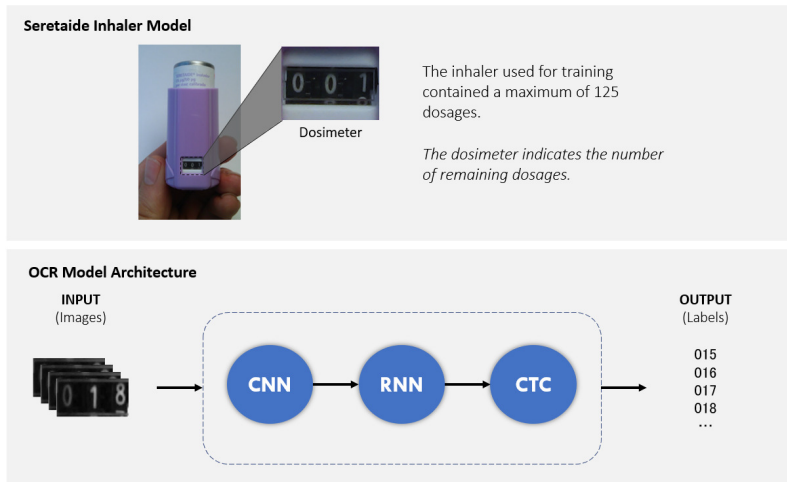 Seretaide Inhaler Model
0 0 1
Dosimeter
The inhaler used for training
contained a maximum of 125
dosages.
The dosimeter indicates the number
of remaining dosages.
OCR Model Architecture
INPUT
(Images)
0 1 8
CNN
RNN
CTC
OUTPUT
(Labels)
015
016
017
018
...